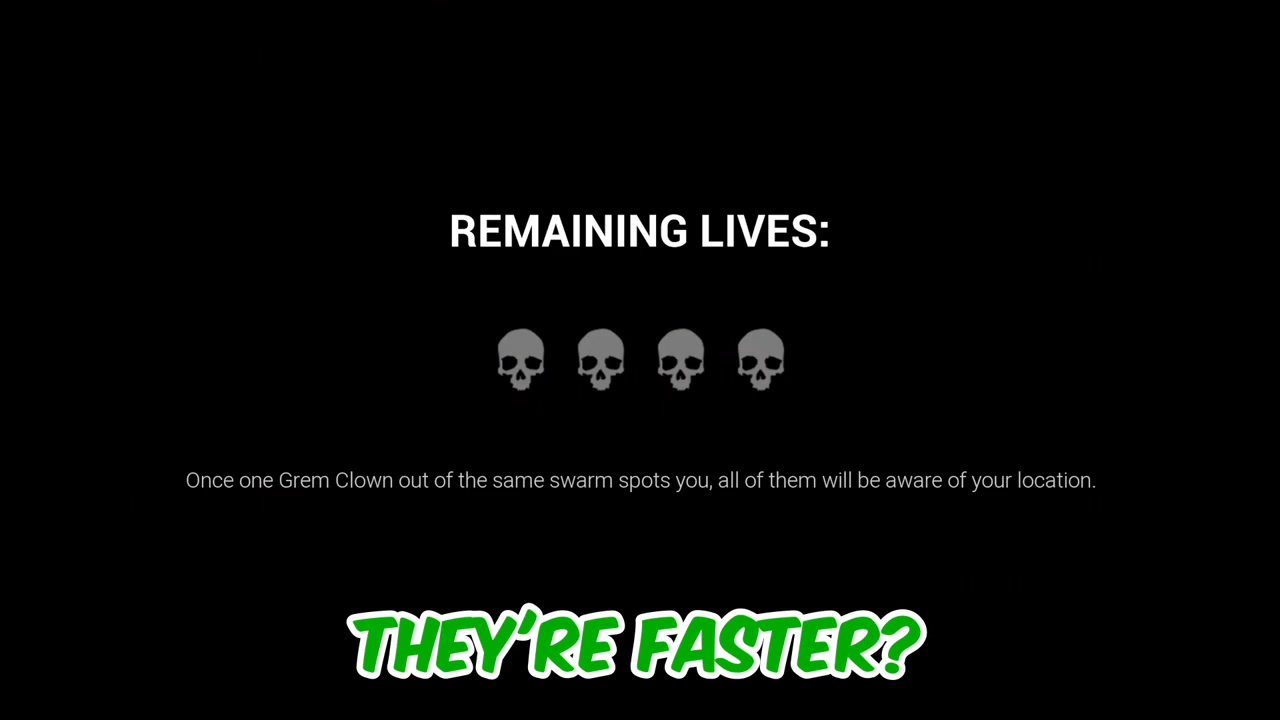 REMAINING LIVES:
Once one Grem Clown out of the same swarm spots you, all of them will be aware of your location.
THEY'RE FASTER?